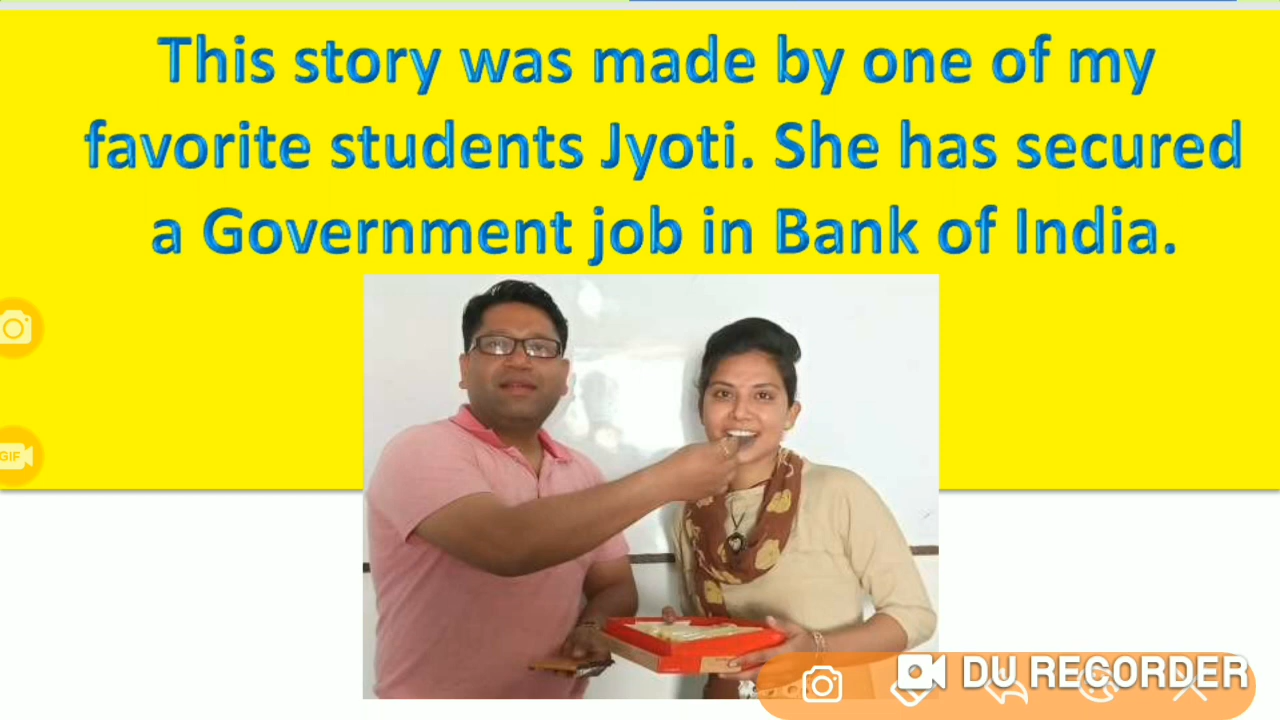 This story was made by one of my
favorite students Jyoti. She has secured
a Government job in Bank of India.
GIF
DU RECORDER